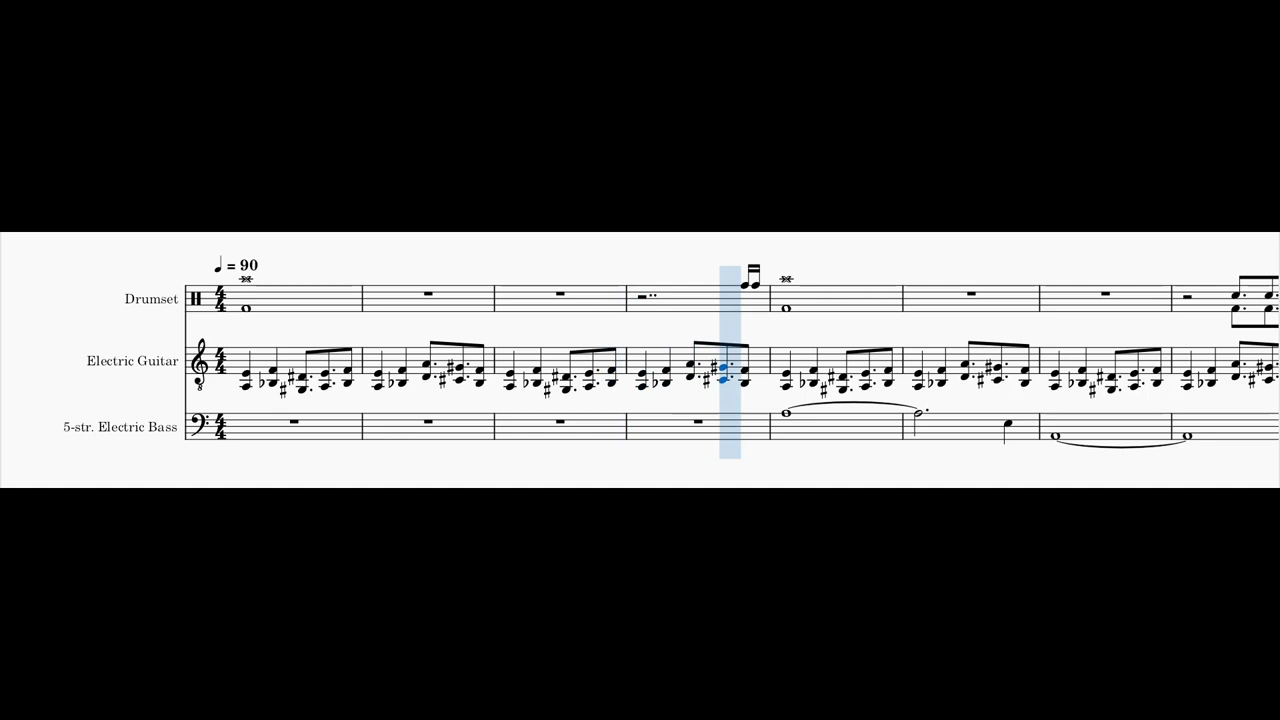 ♩ = 90
Drumset
Electric Guitar
5-str. Electric Bass